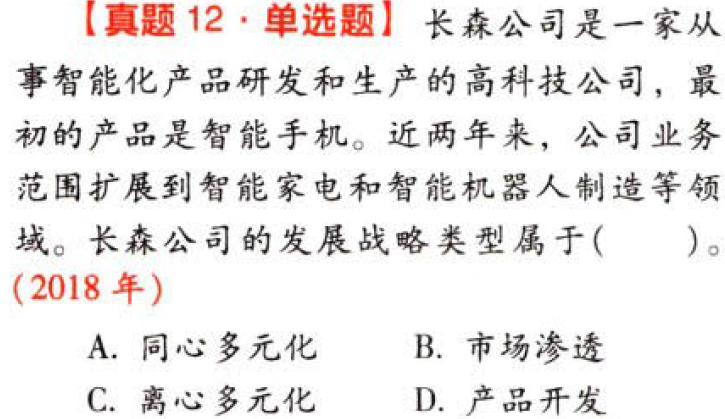 【真题 12·单选题】长森公司是一家从
事智能化产品研发和生产的高科技公司，最
初的产品是智能手机。近两年来，公司业务
范围扩展到智能家电和智能机器人制造等领
域。长森公司的发展战略类型属于(　　)。
(2018 年)
A. 同心多元化　　B. 市场渗透
C. 离心多元化　　D. 产品开发